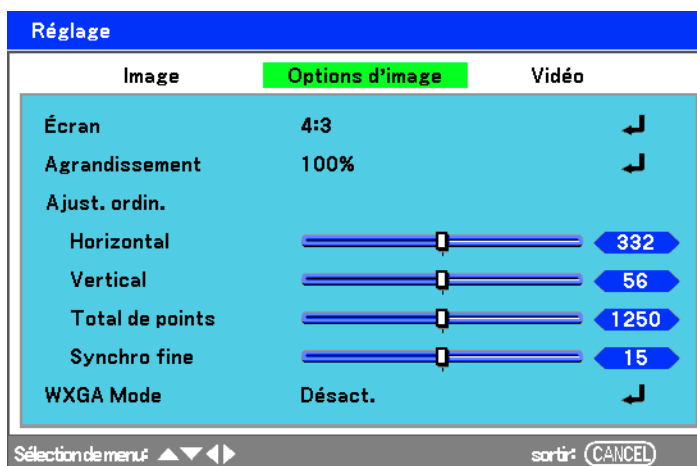 Réglage
Image Options d'image Vidéo
Écran 4:3
Agrandissement 100%
Ajust. ordin.
Horizontal 332
Vertical 56
Total de points 1250
Synchro fine 15
WXGA Mode Désact.
Sélection de menu: sortir: CANCEL